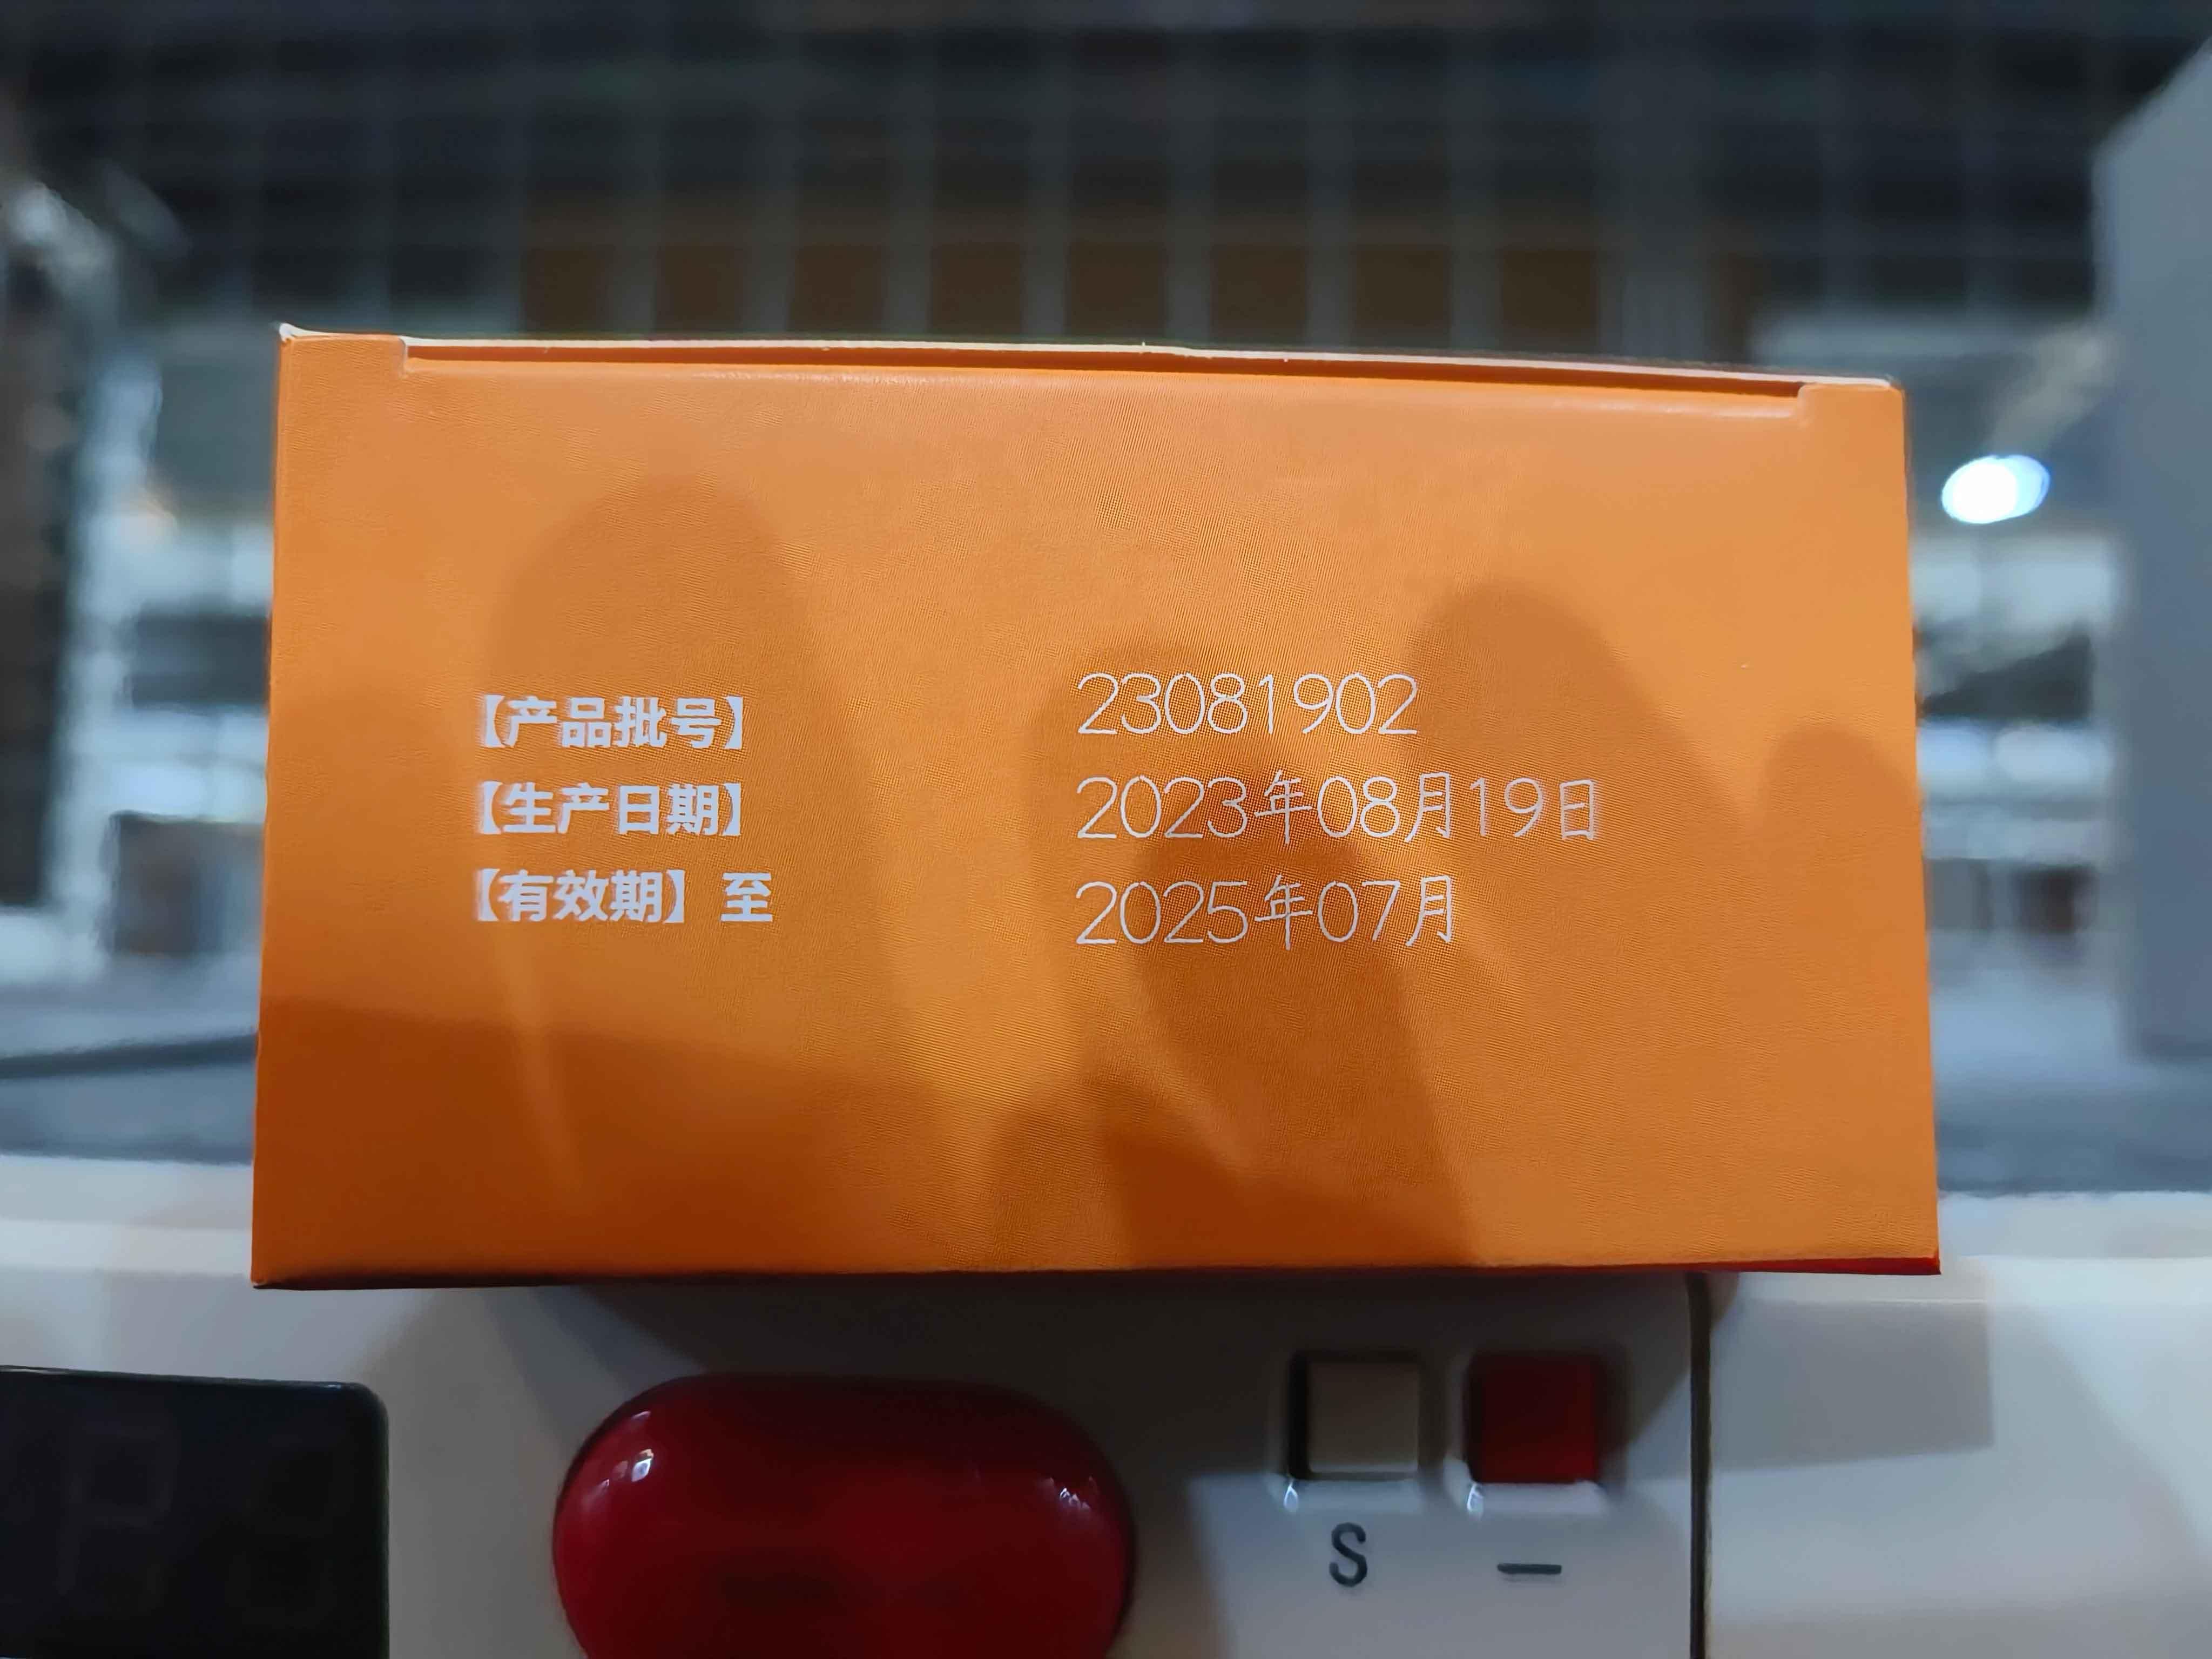 【产品批号】 23081902
【生产日期】 2023年08月19日
【有效期】至 2025年07月
S
—